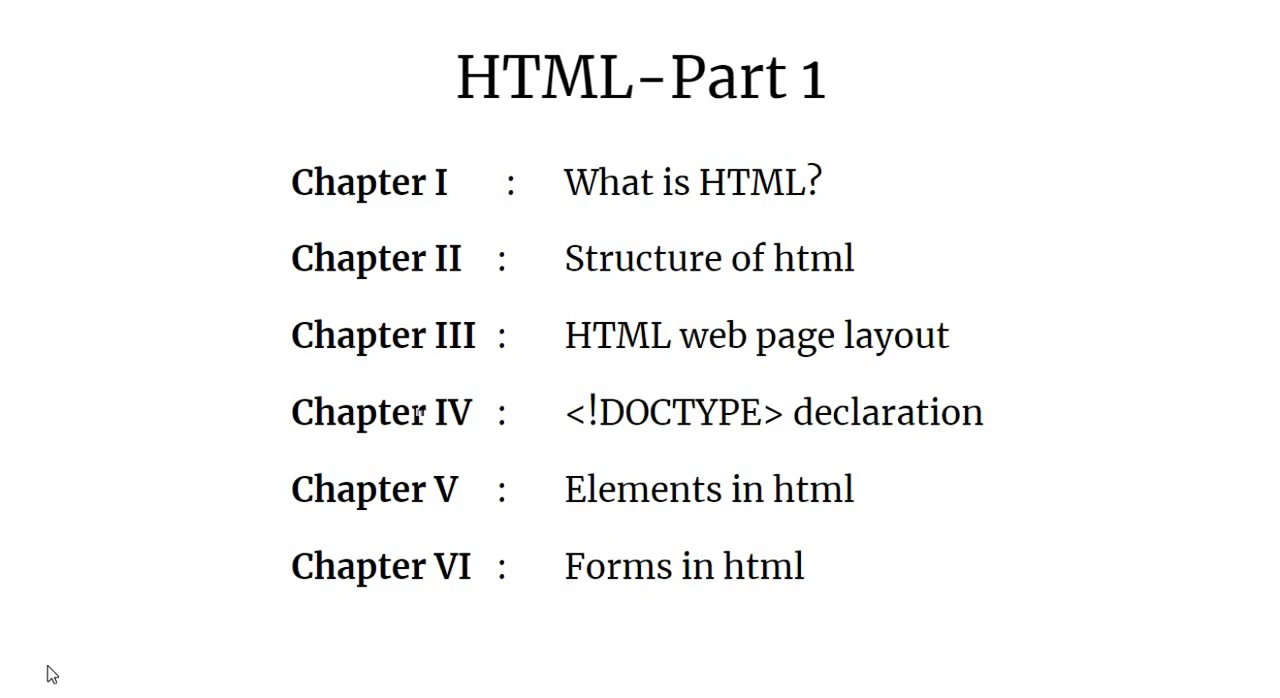 HTML-Part 1
Chapter I : What is HTML?
Chapter II : Structure of html
Chapter III : HTML web page layout
Chapter IV : <!DOCTYPE> declaration
Chapter V : Elements in html
Chapter VI : Forms in html